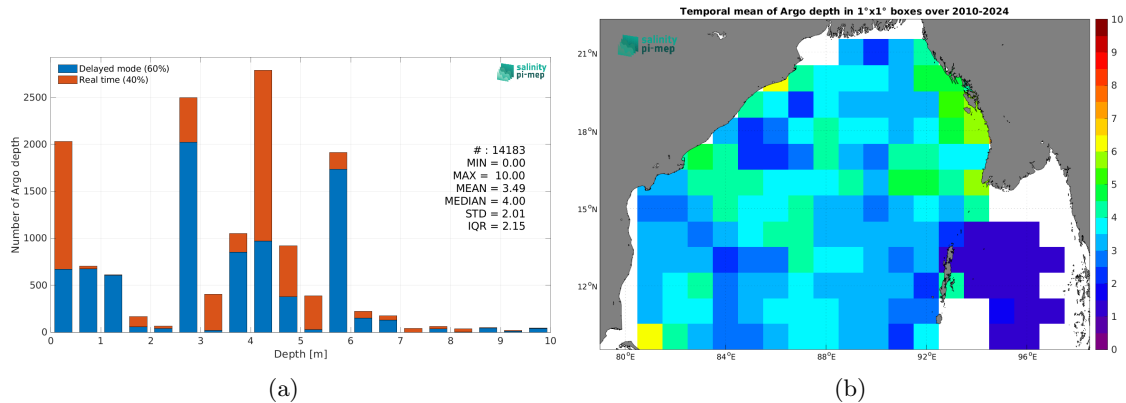 Delayed mode (60%)
Real time (40%)
salinity
pi-mep
# : 14183
MIN = 0.00
MAX = 10.00
MEAN = 3.49
MEDIAN = 4.00
STD = 2.01
IQR = 2.15
Number of Argo depth
2500
2000
1500
1000
500
0
0 1 2 3 4 5 6 7 8 9 10
Depth [m]
(a)
Temporal mean of Argo depth in 1°x1° boxes over 2010-2024
salinity
pi-mep
21°N
18°N
15°N
12°N
80°E 84°E 88°E 92°E 96°E
10
9
8
7
6
5
4
3
2
1
0
(b)